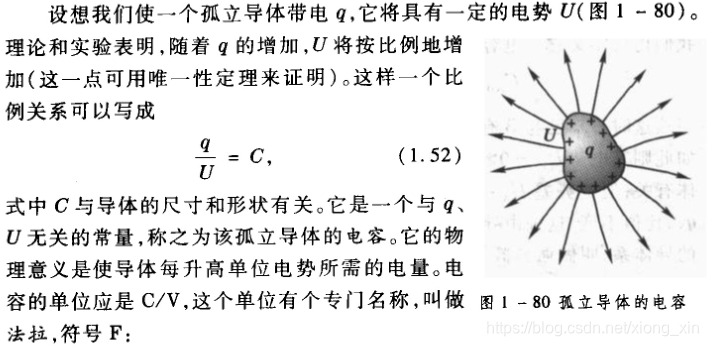 设想我们使一个孤立导体带电 q,它将具有一定的电势 U(图 1 - 80)。
理论和实验表明,随着 q 的增加,U 将按比例地增
加(这一点可用唯一性定理来证明)。这样一个比
例关系可以写成
q/U = C, (1.52)
式中 C 与导体的尺寸和形状有关。它是一个与 q、
U 无关的常量,称之为该孤立导体的电容。它的物
理意义是使导体每升高单位电势所需的电量。电
容的单位应是 C/V,这个单位有个专门名称,叫做
法拉,符号 F:
U
q
图 1 - 80 孤立导体的电容
https://blog.csdn.net/xiong_xin